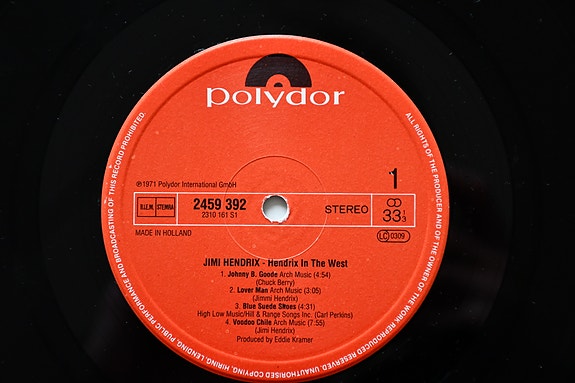 polydor
ALL RIGHTS OF THE PRODUCER AND OF THE OWNER OF THE WORK REPRODUCED RESERVED. UNAUTHORISED COPYING, HIRING, LENDING, PUBLIC PERFORMANCE AND BROADCASTING OF THIS RECORD PROHIBITED
℗1971 Polydor International GmbH
1
B.I.E.M. STEMRA
2459 392
2310 161 S1
STEREO
33 1/3
MADE IN HOLLAND
LC 0309
JIMI HENDRIX - Hendrix In The West
1. Johnny B. Goode Arch Music (4:54)
(Chuck Berry)
2. Lover Man Arch Music (3:05)
(Jimmi Hendrix)
3. Blue Suede Shoes (4:31)
High Low Music/Hill & Range Songs Inc. (Carl Perkins)
4. Voodoo Chile Arch Music (7:55)
(Jimi Hendrix)
Produced by Eddie Kramer